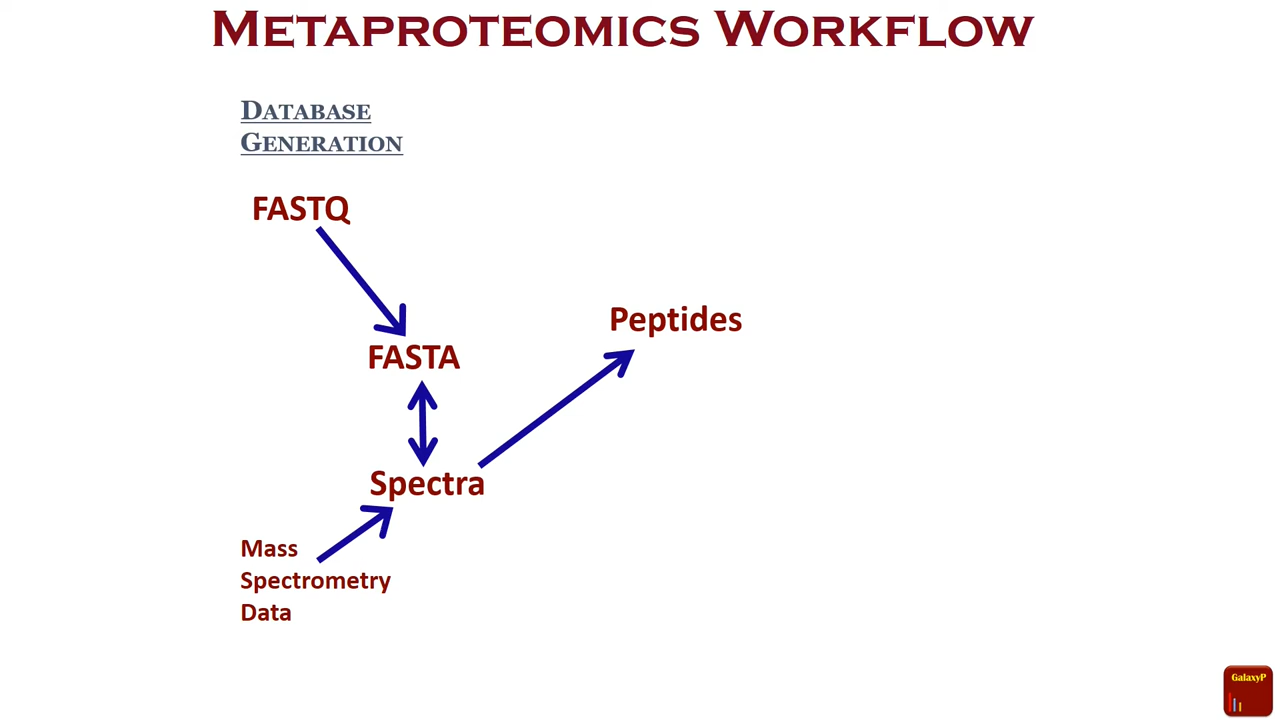 METAPROTEOMICS WORKFLOW
DATABASE
GENERATION
FASTQ
Peptides
FASTA
Spectra
Mass
Spectrometry
Data
GalaxyP